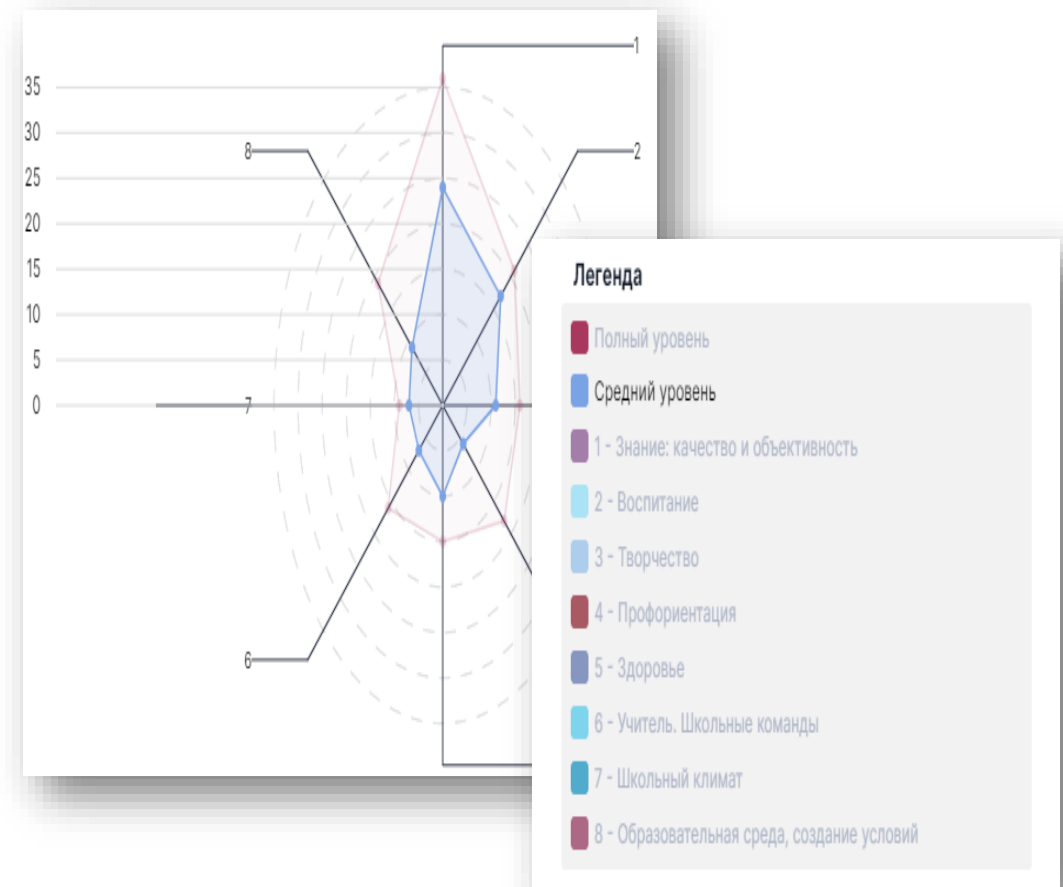 1
35
30
8
2
25
20
15
10
5
0
7
6
Легенда
Полный уровень
Средний уровень
1 - Знание: качество и объективность
2 - Воспитание
3 - Творчество
4 - Профориентация
5 - Здоровье
6 - Учитель. Школьные команды
7 - Школьный климат
8 - Образовательная среда, создание условий